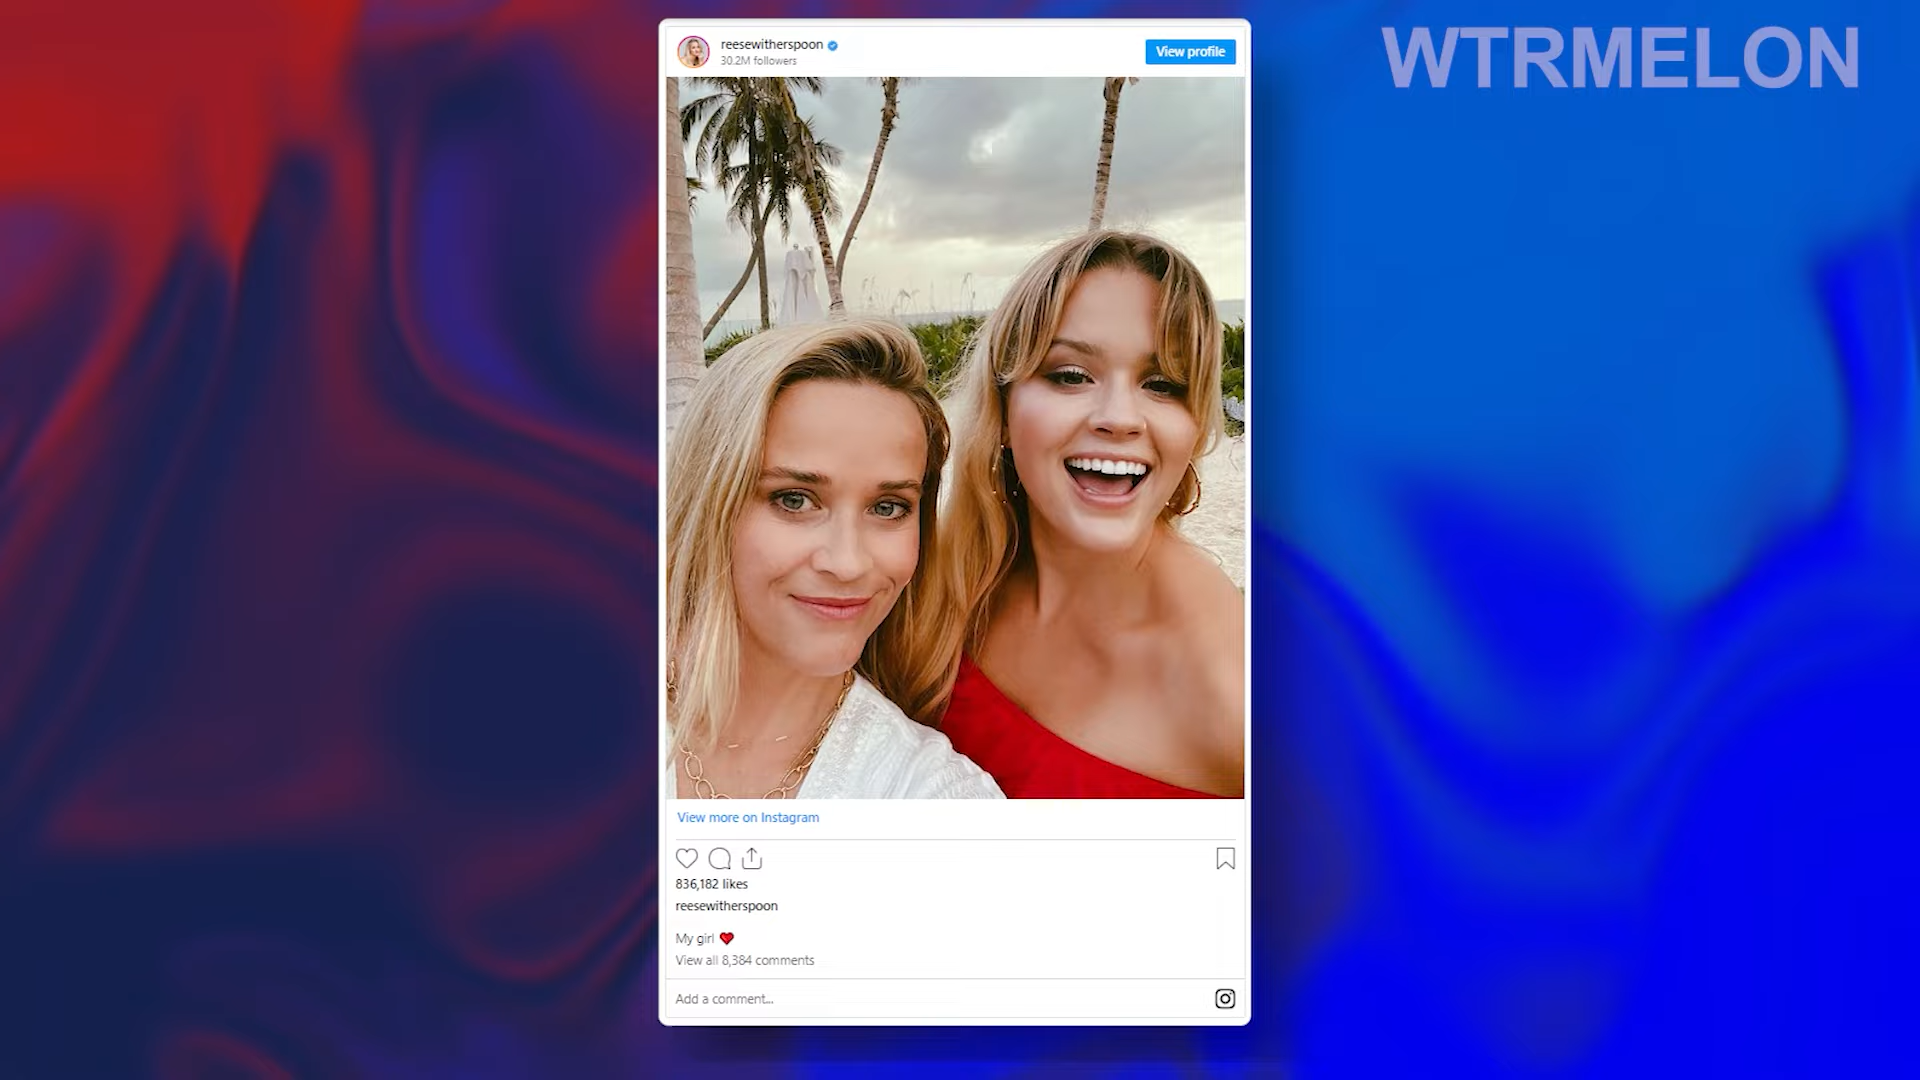 WTRMELON
reesewitherspoon
30.2M followers
View profile
View more on Instagram
836,182 likes
reesewitherspoon
My girl ❤️
View all 8,384 comments
Add a comment...